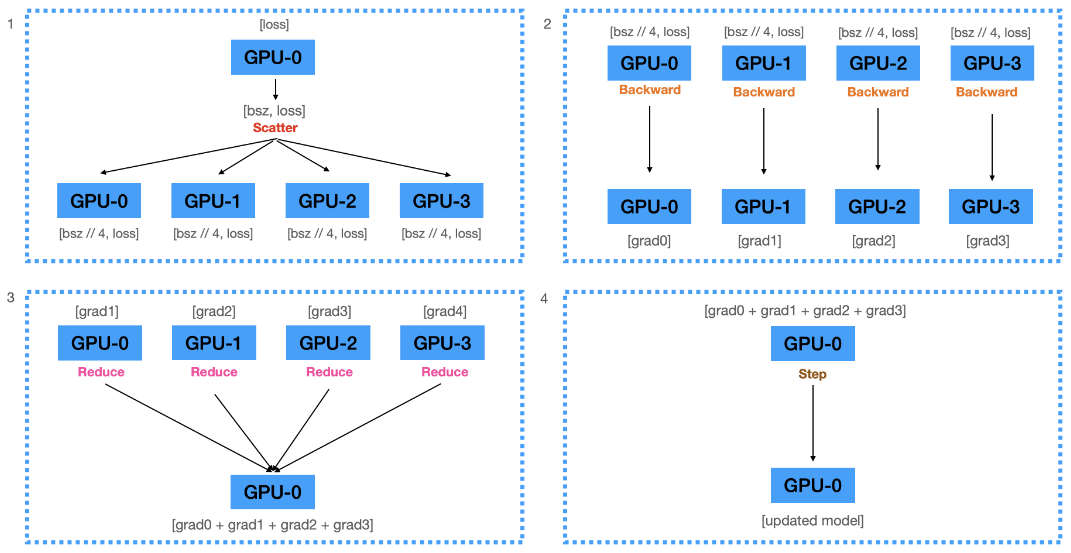 1
[loss]
GPU-0
[bsz, loss]
Scatter
GPU-0 GPU-1 GPU-2 GPU-3
[bsz // 4, loss] [bsz // 4, loss] [bsz // 4, loss] [bsz // 4, loss]
2
[bsz // 4, loss] [bsz // 4, loss] [bsz // 4, loss] [bsz // 4, loss]
GPU-0 GPU-1 GPU-2 GPU-3
Backward Backward Backward Backward
GPU-0 GPU-1 GPU-2 GPU-3
[grad0] [grad1] [grad2] [grad3]
3
[grad1] [grad2] [grad3] [grad4]
GPU-0 GPU-1 GPU-2 GPU-3
Reduce Reduce Reduce Reduce
GPU-0
[grad0 + grad1 + grad2 + grad3]
4
[grad0 + grad1 + grad2 + grad3]
GPU-0
Step
GPU-0
[updated model]